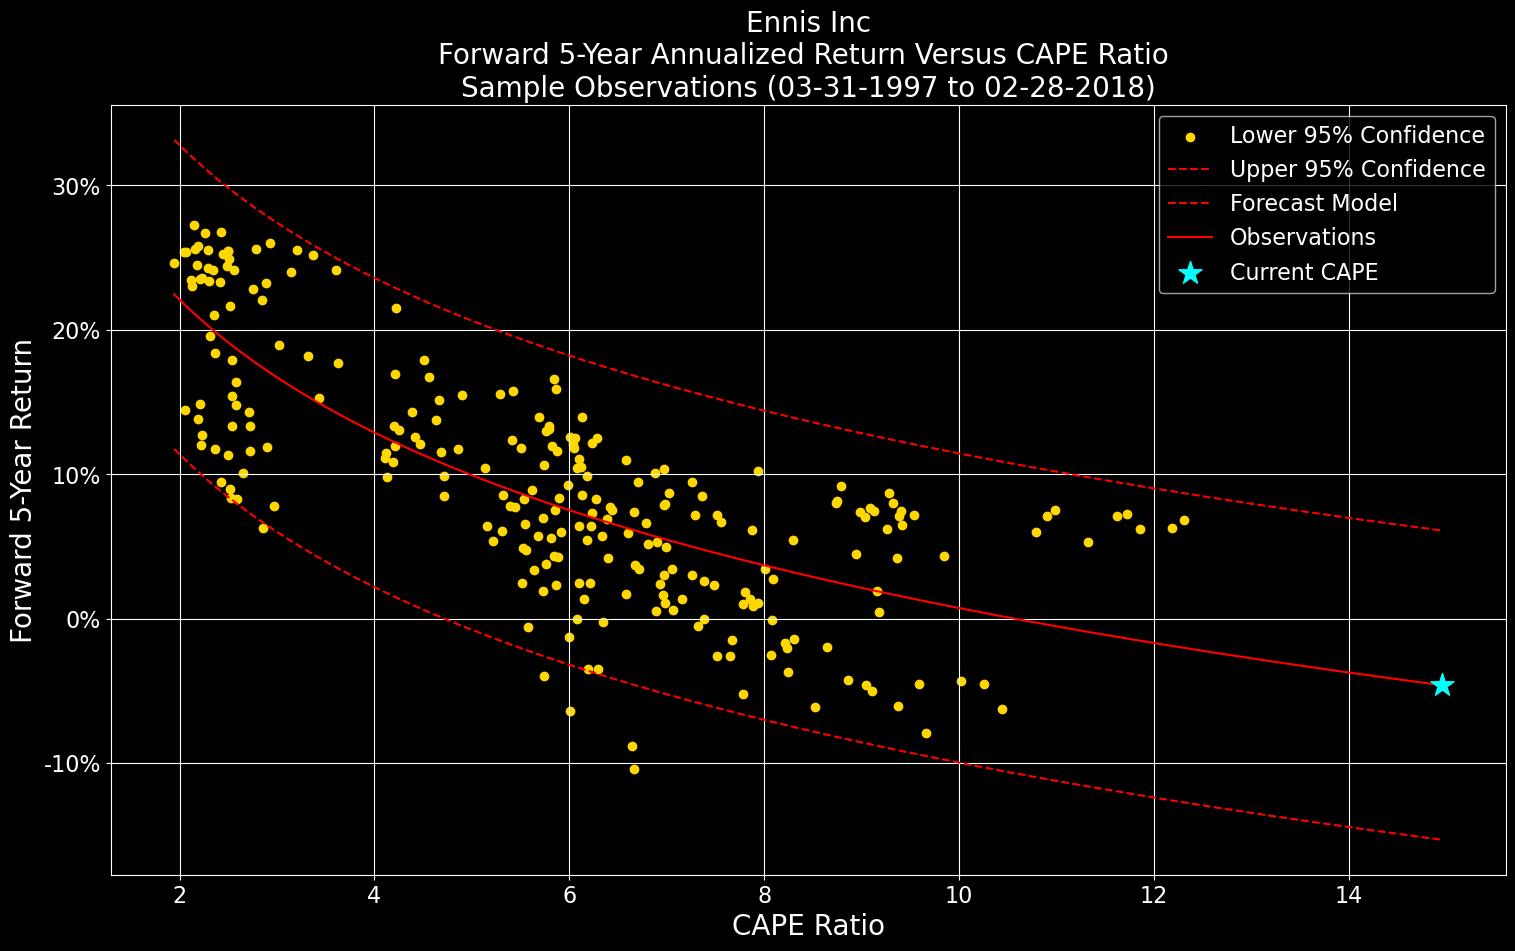 Ennis Inc
Forward 5-Year Annualized Return Versus CAPE Ratio
Sample Observations (03-31-1997 to 02-28-2018)
Lower 95% Confidence
Upper 95% Confidence
Forecast Model
Observations
Current CAPE
Forward 5-Year Return
30%
20%
10%
0%
-10%
2 4 6 8 10 12 14
CAPE Ratio